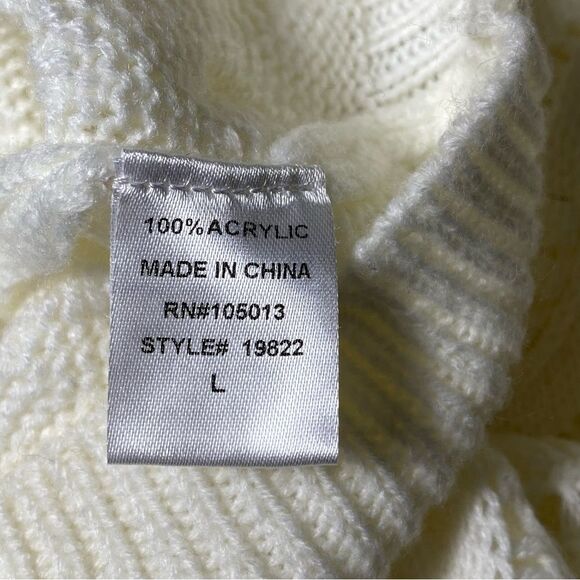 100% ACRYLIC
MADE IN CHINA
RN#105013
STYLE# 19822
L